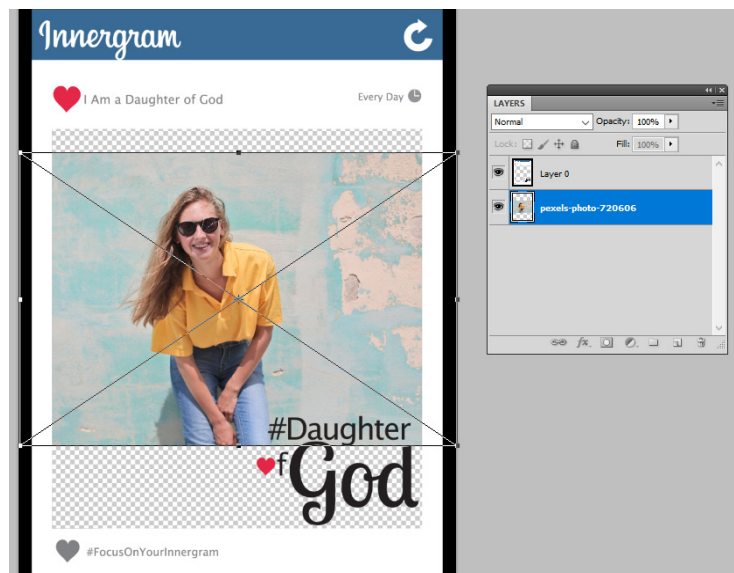 Innergram
I Am a Daughter of God
Every Day
#Daughter
of
God
#FocusOnYourInnergram
LAYERS
Normal
Opacity: 100%
Lock:
Fill: 100%
Layer 0
pexels-photo-720606
fx.